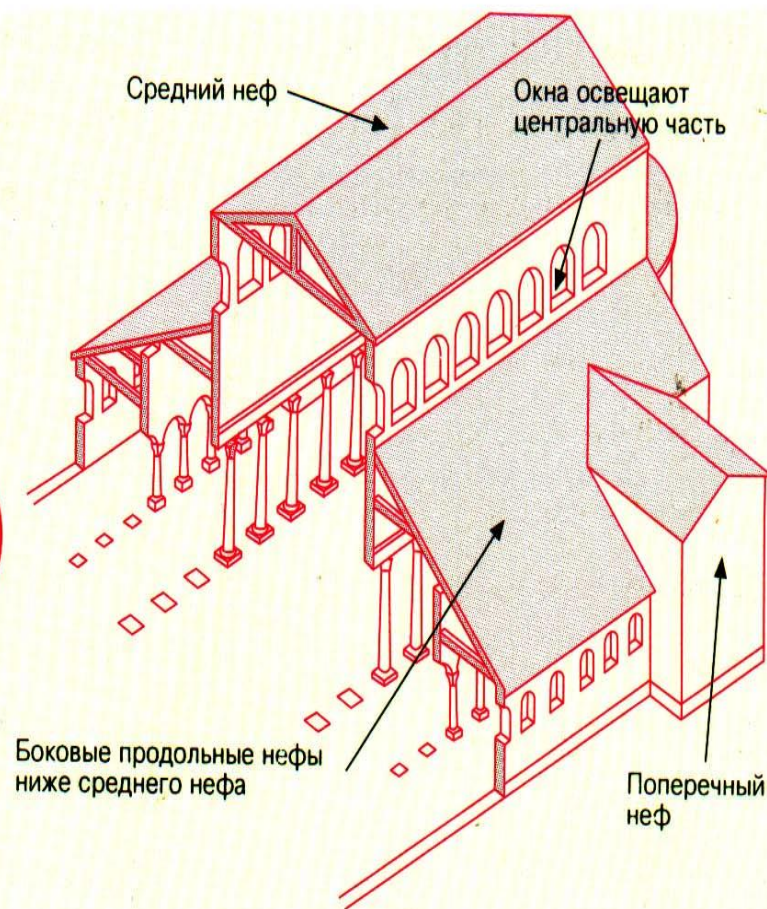 Средний неф
Окна освещают
центральную часть
Боковые продольные нефы
ниже среднего нефа
Поперечный
неф